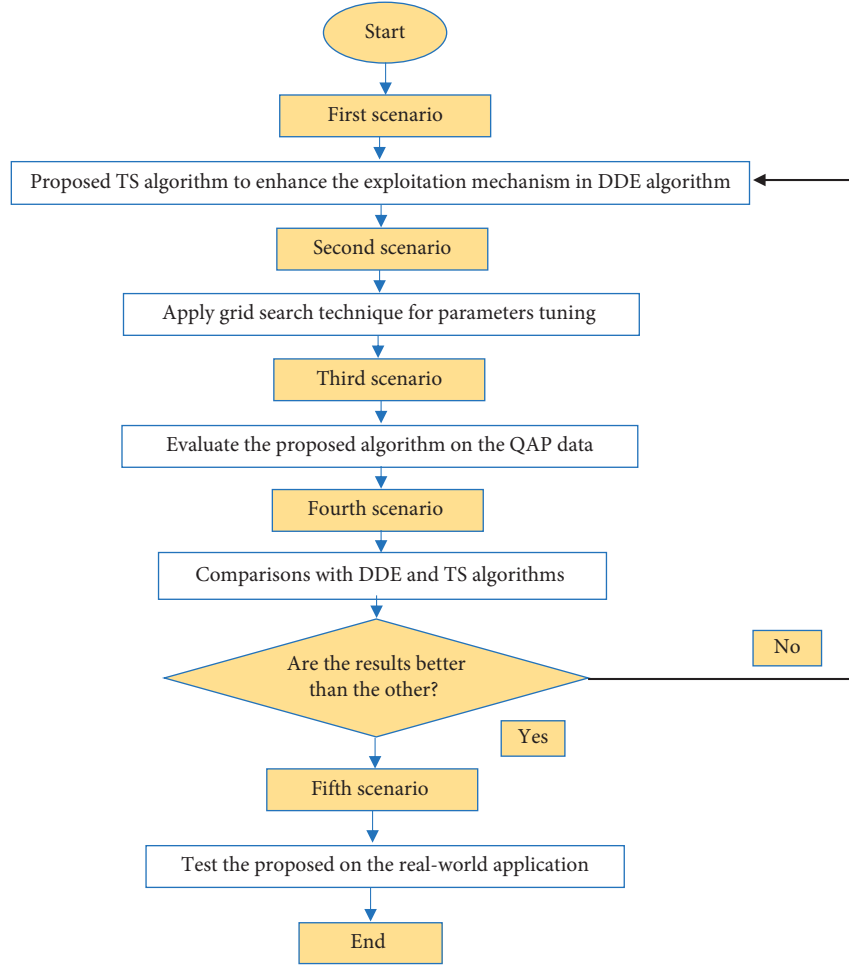 Start
First scenario
Proposed TS algorithm to enhance the exploitation mechanism in DDE algorithm
Second scenario
Apply grid search technique for parameters tuning
Third scenario
Evaluate the proposed algorithm on the QAP data
Fourth scenario
Comparisons with DDE and TS algorithms
Are the results better
than the other?
No
Yes
Fifth scenario
Test the proposed on the real-world application
End